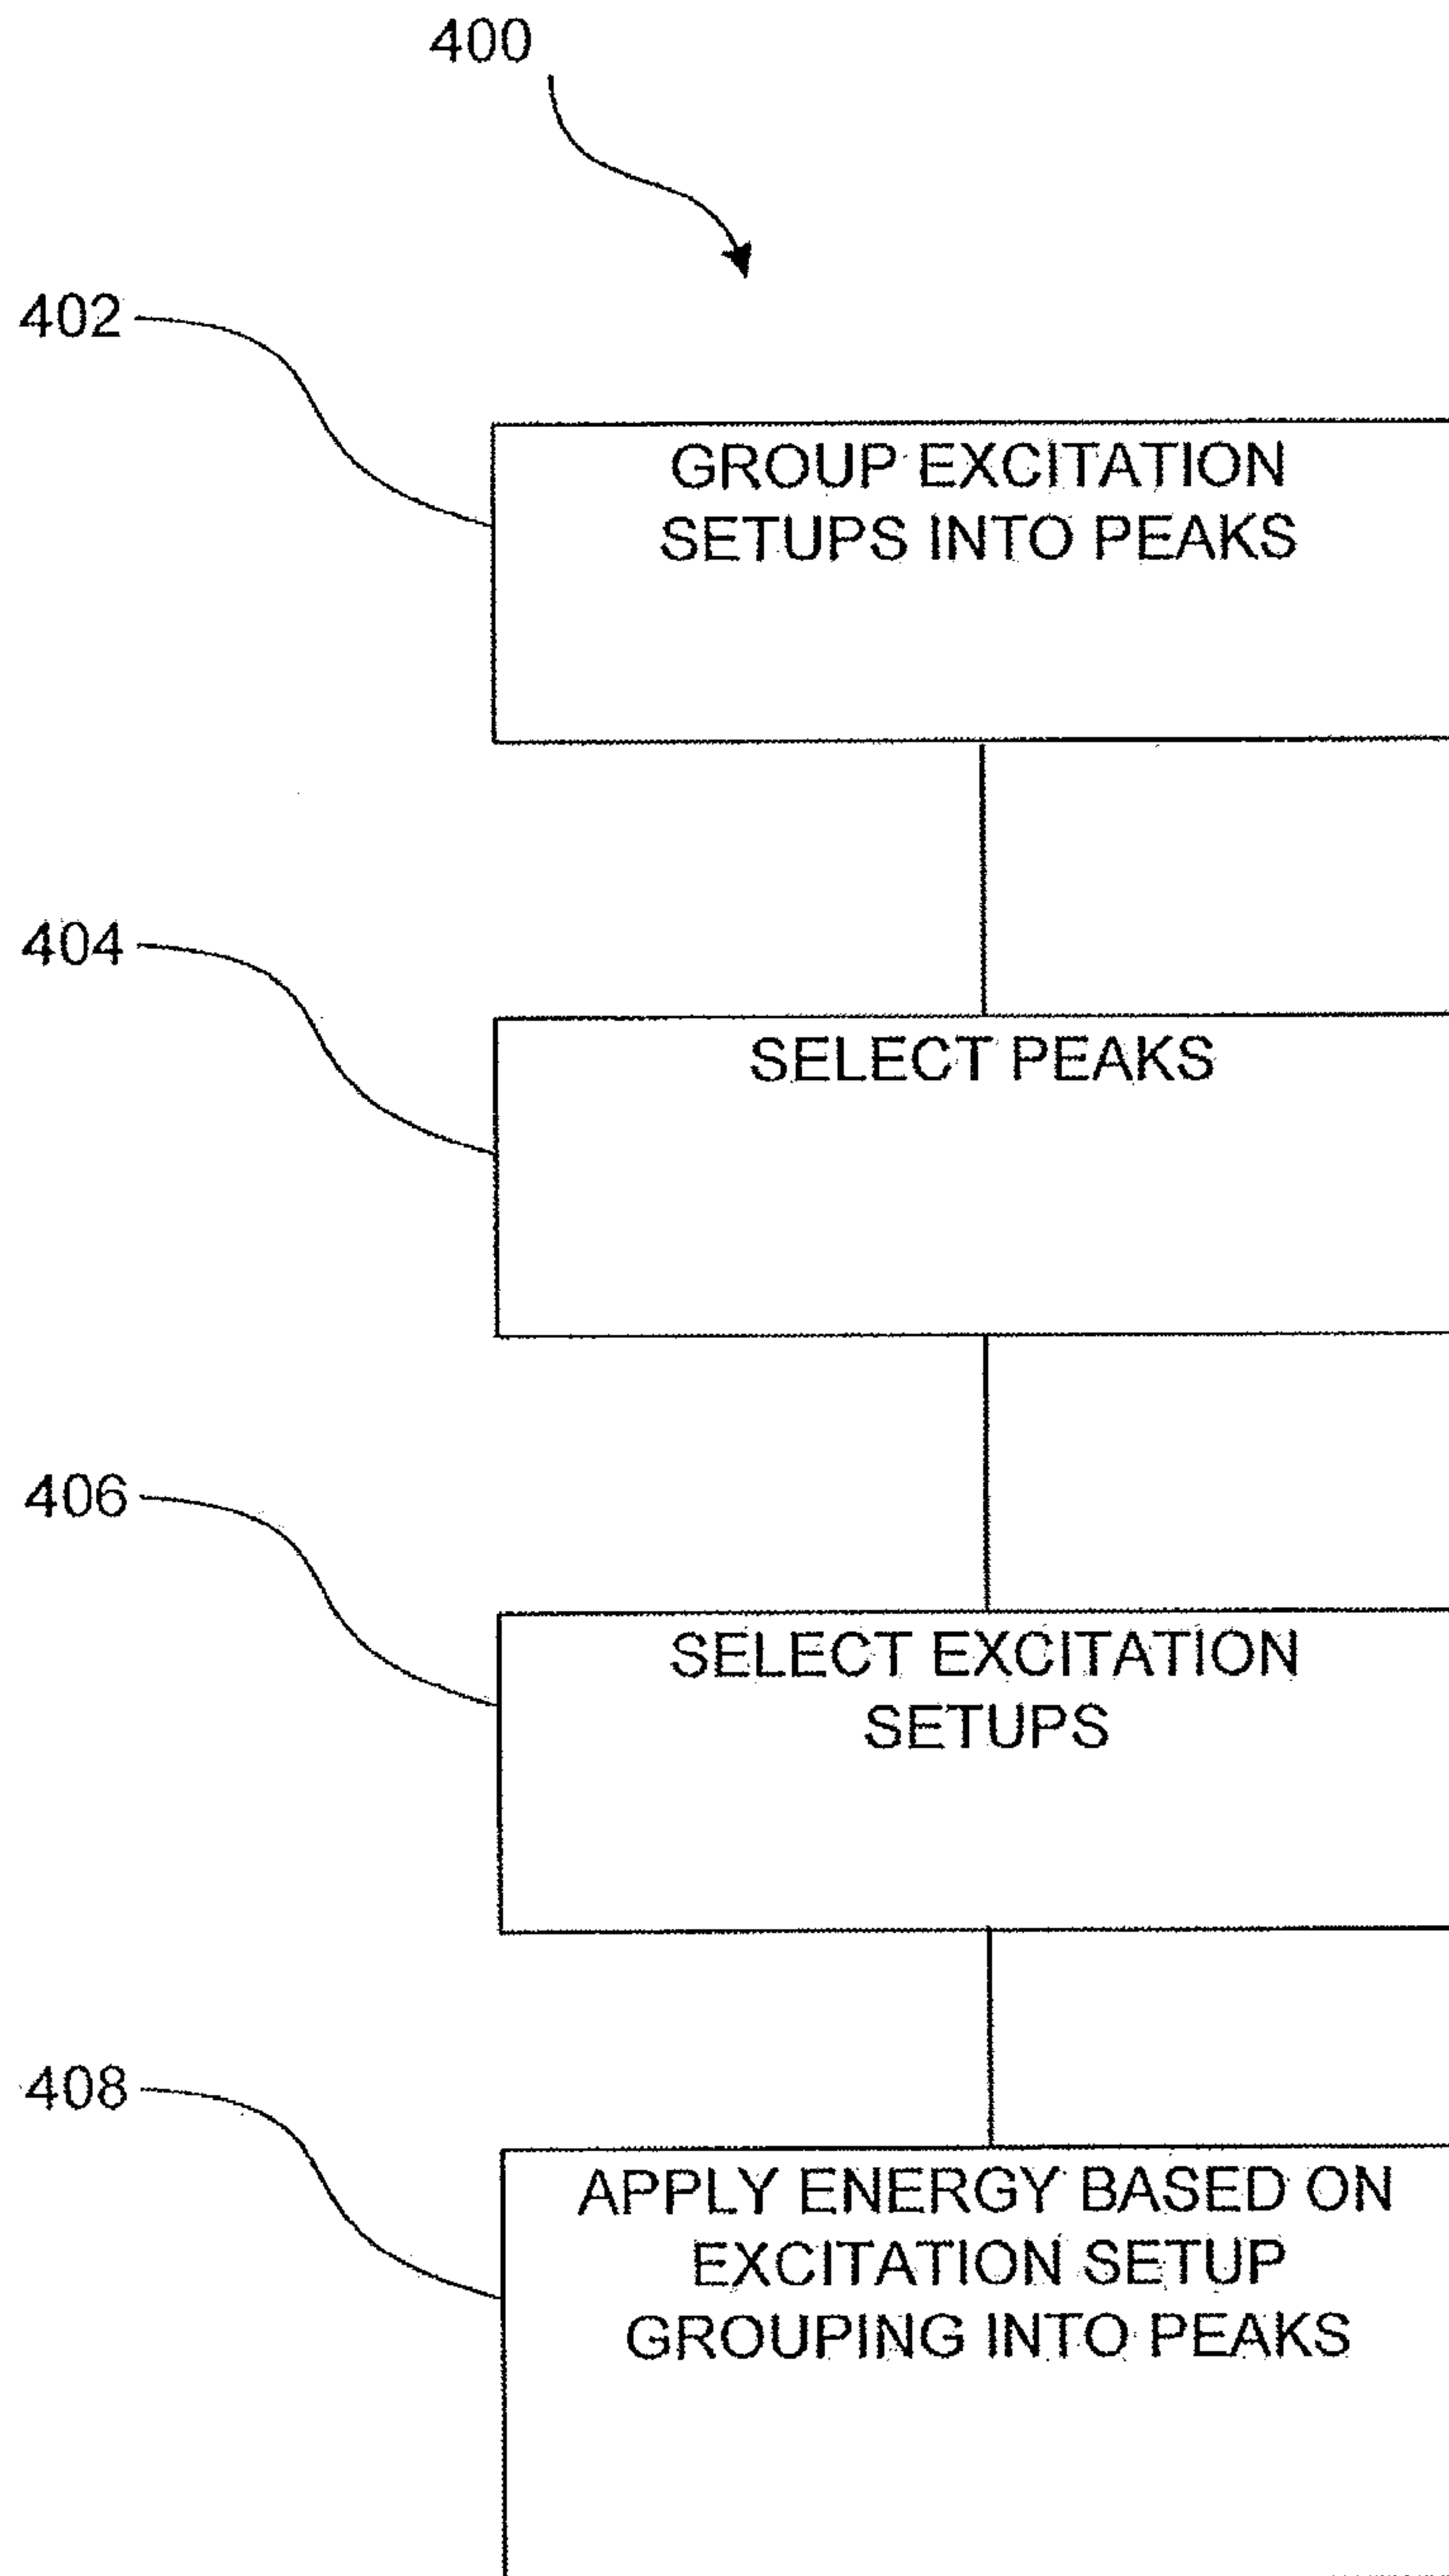 400
402
GROUP EXCITATION
SETUPS INTO PEAKS
404
SELECT PEAKS
406
SELECT EXCITATION
SETUPS
408
APPLY ENERGY BASED ON
EXCITATION SETUP
GROUPING INTO PEAKS